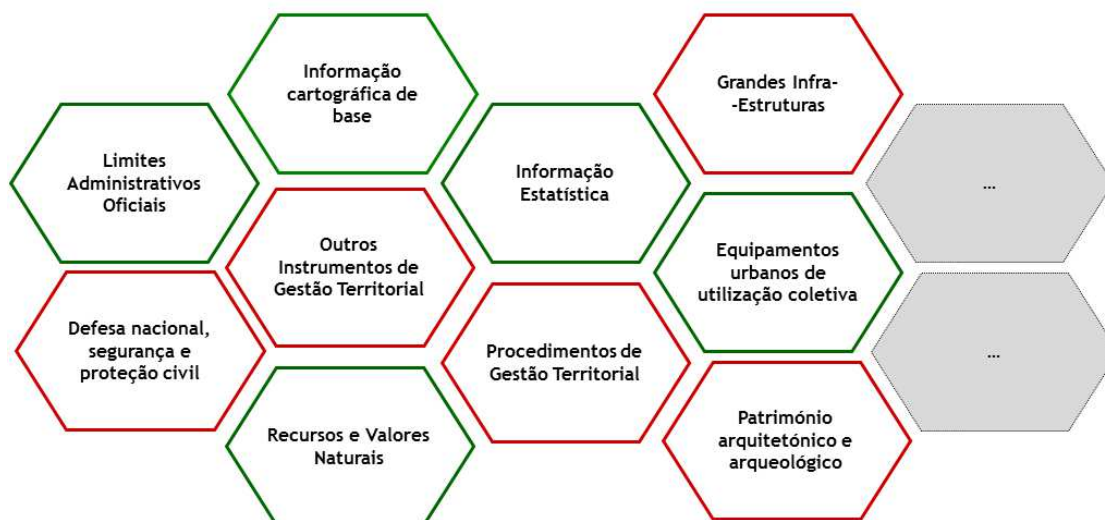 Informação
cartográfica de
base
Grandes Infra-
-Estruturas
Limites
Administrativos
Oficiais
Informação
Estatística
...
Outros
Instrumentos de
Gestão Territorial
Equipamentos
urbanos de
utilização coletiva
Defesa nacional,
segurança e
proteção civil
Procedimentos de
Gestão Territorial
...
Recursos e Valores
Naturais
Património
arquitetónico e
arqueológico